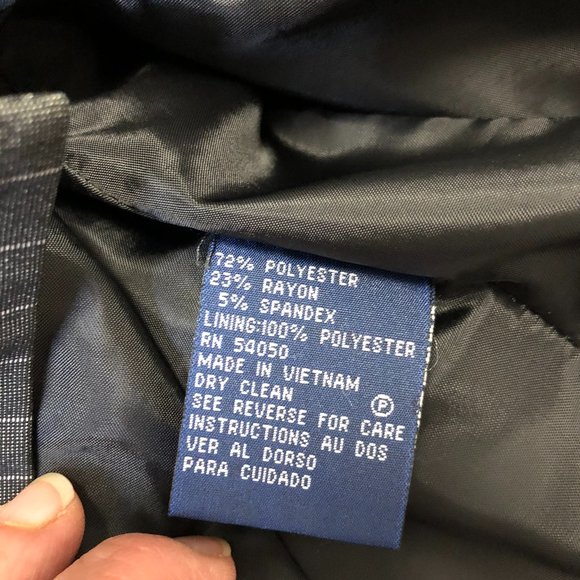 72% POLYESTER
23% RAYON
5% SPANDEX
LINING:100% POLYESTER
RN 54050
MADE IN VIETNAM
DRY CLEAN Ⓟ
SEE REVERSE FOR CARE
INSTRUCTIONS AU DOS
VER AL DORSO
PARA CUIDADO